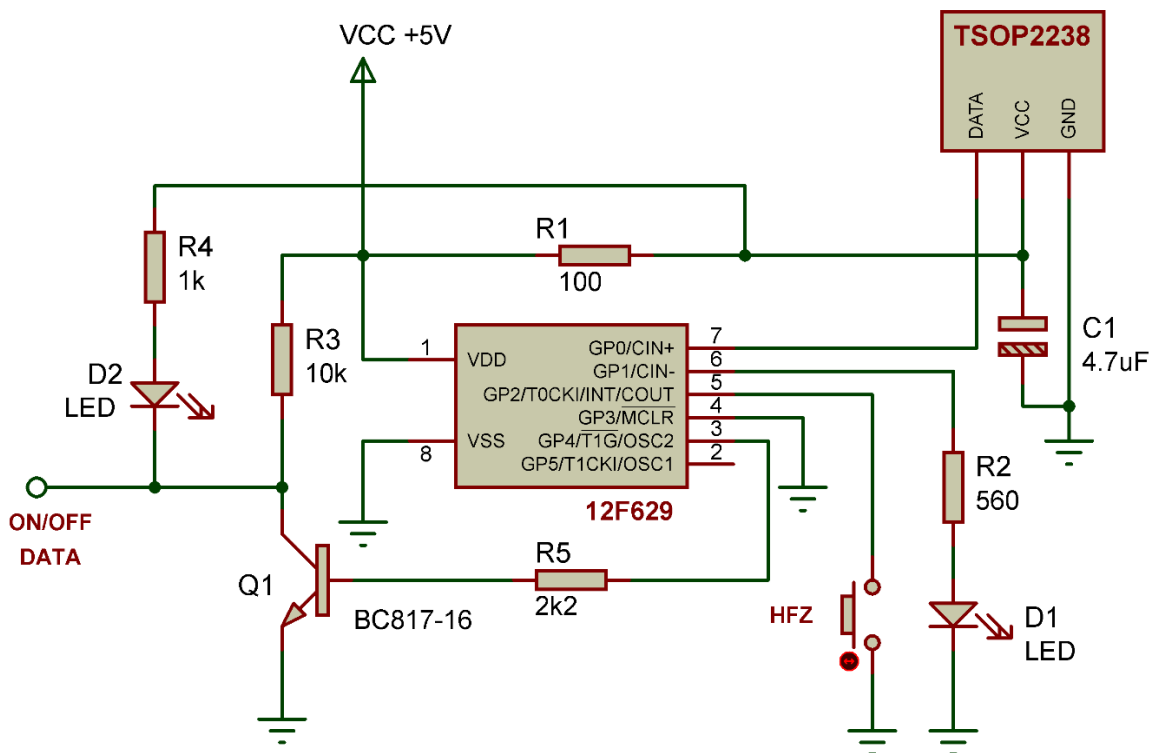 VCC +5V
TSOP2238
DATA
VCC
GND
R4
1k
R1
100
R3
10k
C1
4.7uF
D2
LED
1
VDD
VSS
8
GP0/CIN+
7
GP1/CIN-
6
GP2/T0CKI/INT/COUT
5
GP3/MCLR
4
GP4/T1G/OSC2
3
GP5/T1CKI/OSC1
2
12F629
R2
560
ON/OFF
DATA
Q1
BC817-16
R5
2k2
HFZ
D1
LED